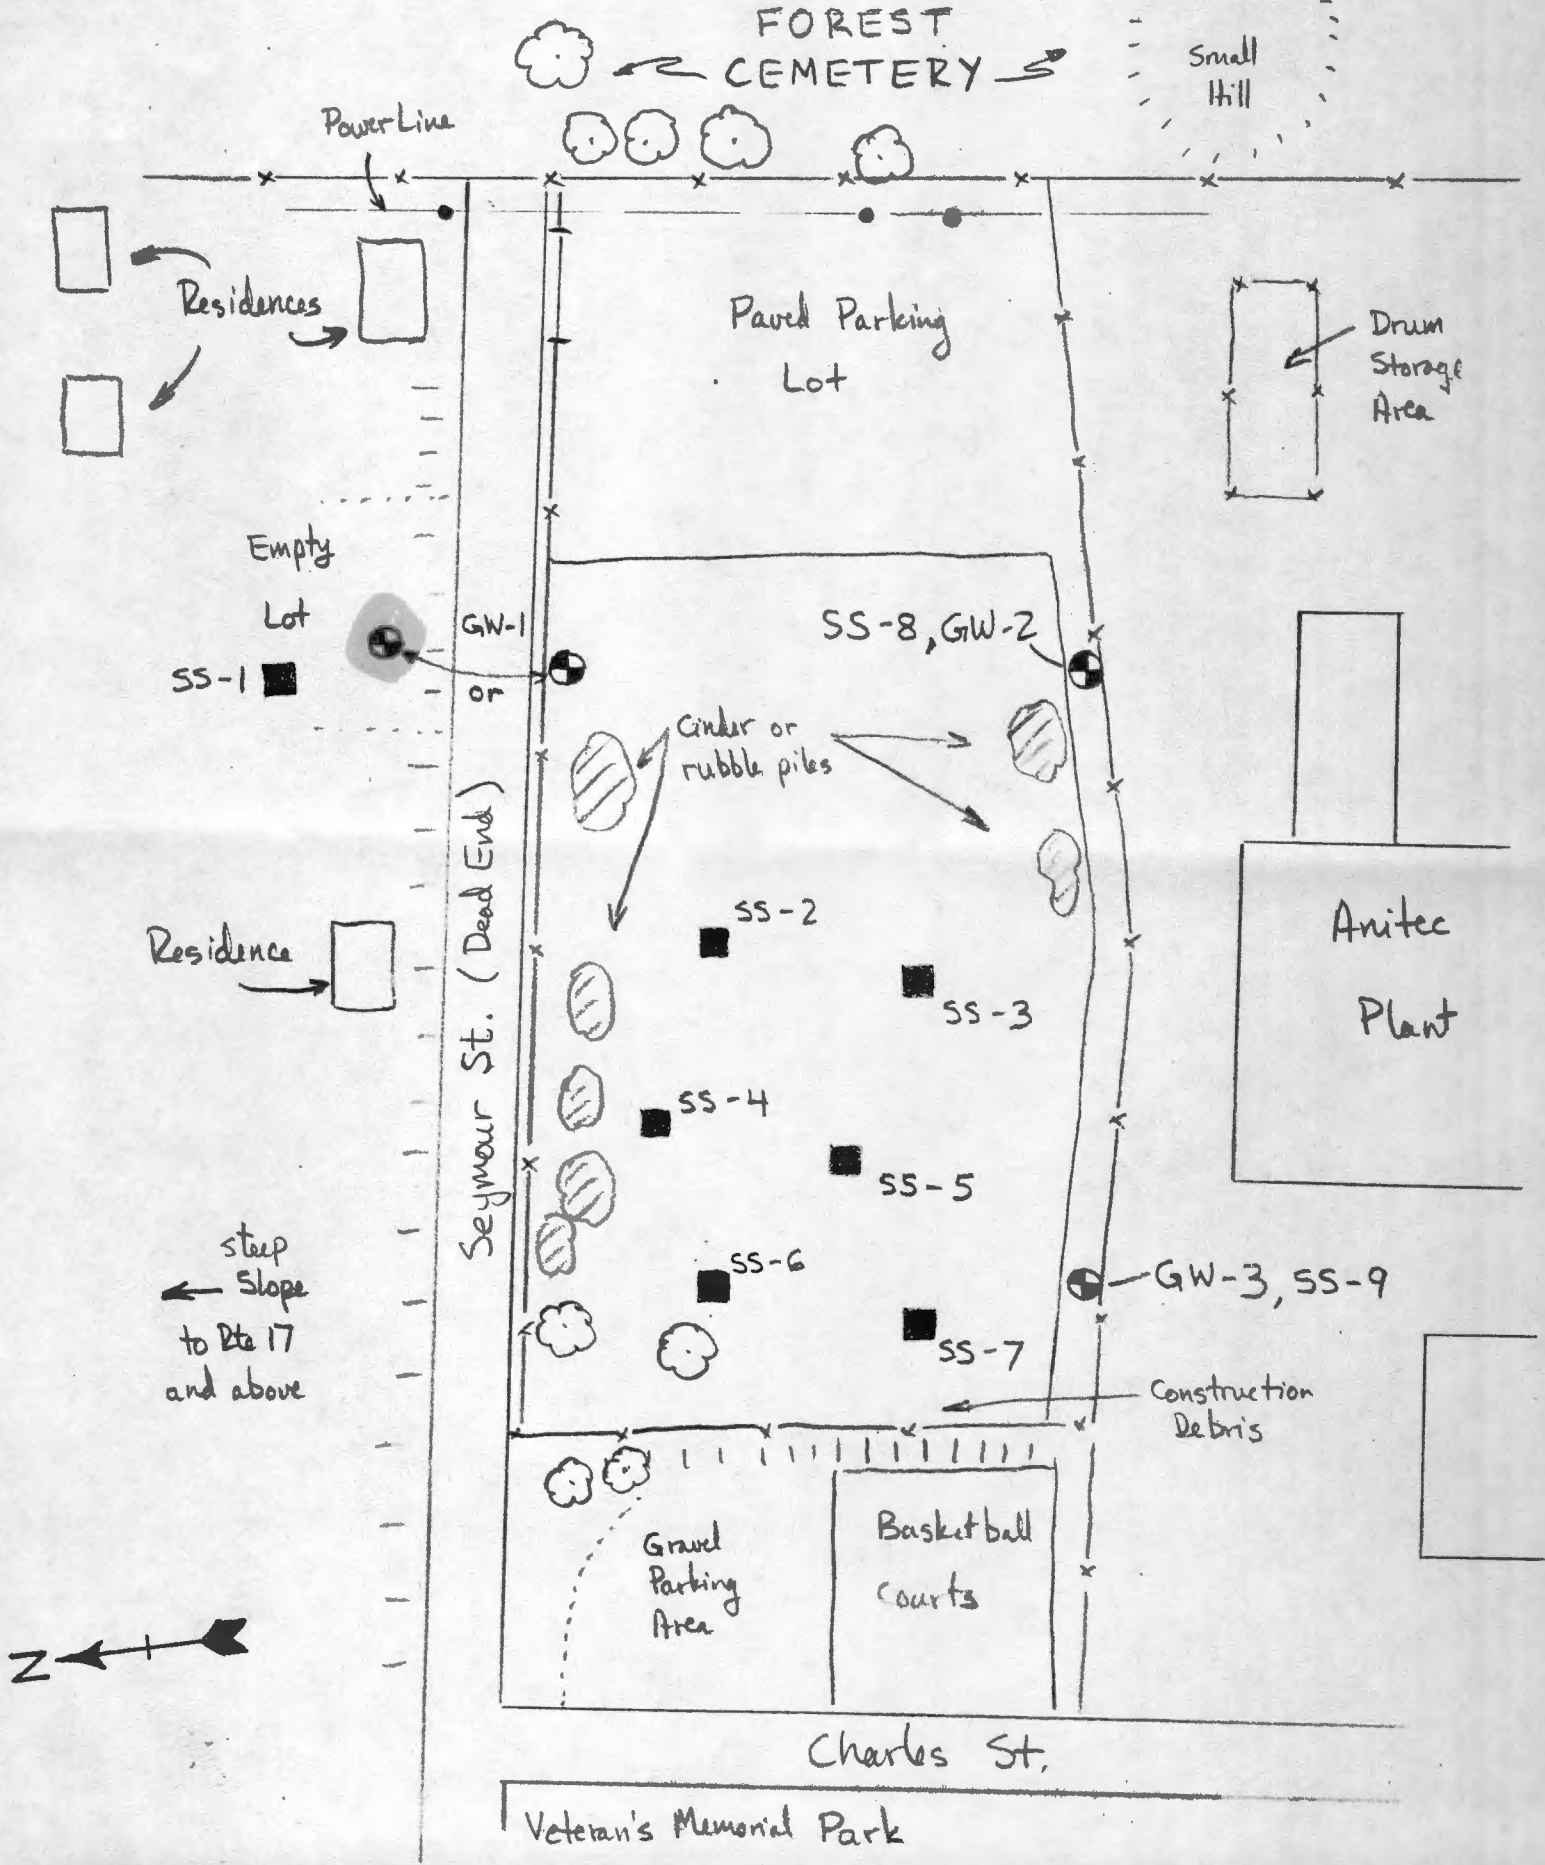 FOREST
CEMETERY
Small
Hill
Power Line
Residences
Paved Parking
Lot
Drum
Storage
Area
Empty
Lot
GW-1
or
SS-1
SS-8, GW-2
Cinder or
rubble piles
Seymour St. (Dead End)
SS-2
Residence
SS-3
Anitec
Plant
SS-4
SS-5
steep
Slope
to Rte 17
and above
SS-6
GW-3, SS-9
SS-7
Construction
Debris
Gravel
Parking
Area
Basketball
Courts
N
Charles St.
Veteran's Memorial Park